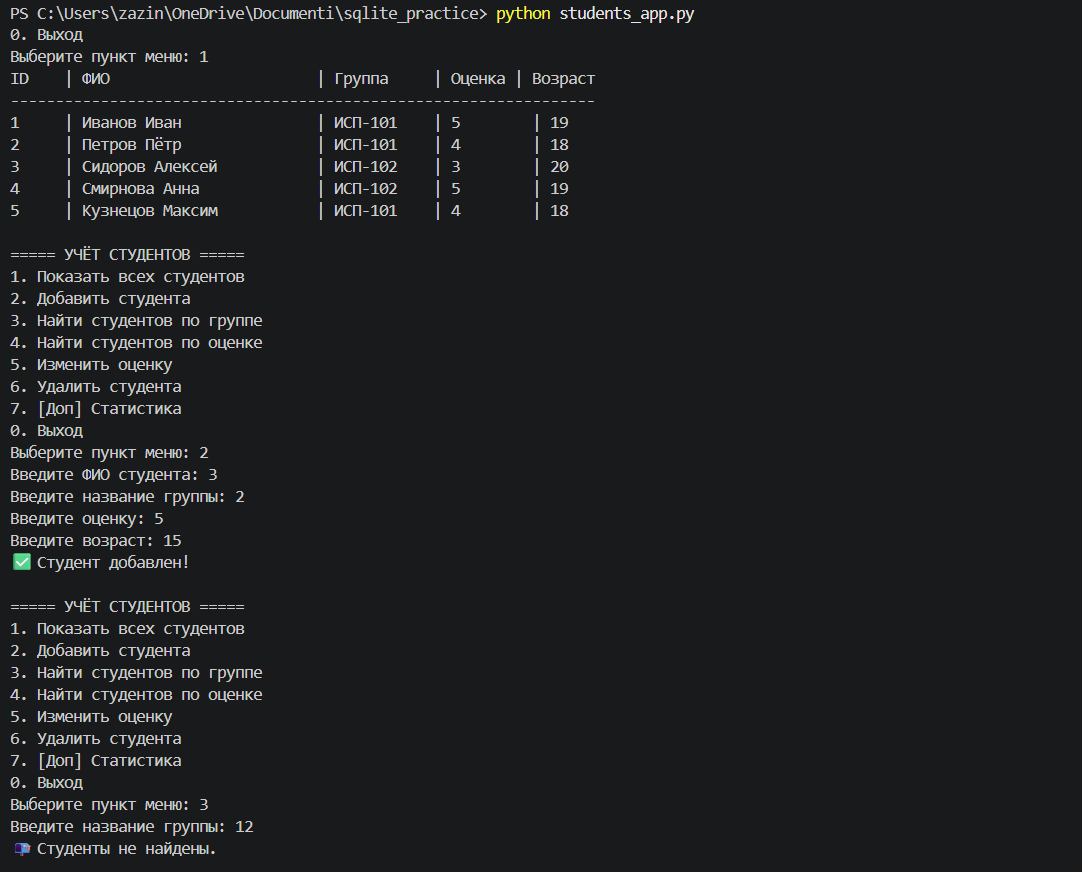 PS C:\Users\zazin\OneDrive\Documenti\sqlite_practice> python students_app.py
0. Выход
Выберите пункт меню: 1
ID | ФИО | Группа | Оценка | Возраст
-----------------------------------------------------------------
1 | Иванов Иван | ИСП-101 | 5 | 19
2 | Петров Пётр | ИСП-101 | 4 | 18
3 | Сидоров Алексей | ИСП-102 | 3 | 20
4 | Смирнова Анна | ИСП-102 | 5 | 19
5 | Кузнецов Максим | ИСП-101 | 4 | 18
===== УЧЁТ СТУДЕНТОВ =====
1. Показать всех студентов
2. Добавить студента
3. Найти студентов по группе
4. Найти студентов по оценке
5. Изменить оценку
6. Удалить студента
7. [Доп] Статистика
0. Выход
Выберите пункт меню: 2
Введите ФИО студента: 3
Введите название группы: 2
Введите оценку: 5
Введите возраст: 15
✅ Студент добавлен!
===== УЧЁТ СТУДЕНТОВ =====
1. Показать всех студентов
2. Добавить студента
3. Найти студентов по группе
4. Найти студентов по оценке
5. Изменить оценку
6. Удалить студента
7. [Доп] Статистика
0. Выход
Выберите пункт меню: 3
Введите название группы: 12
📭 Студенты не найдены.